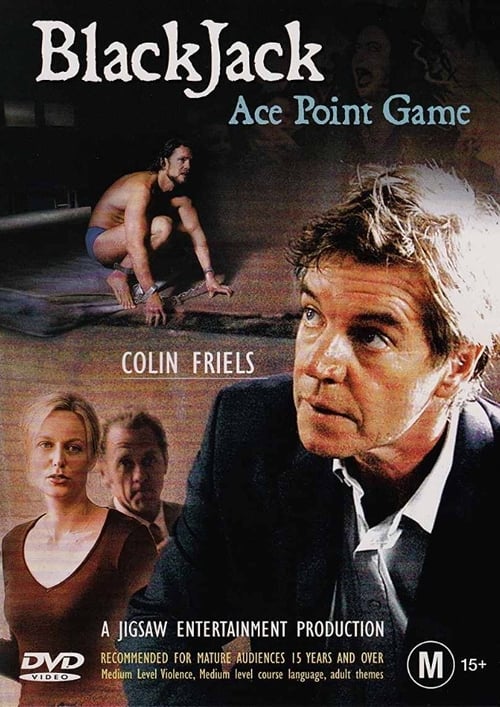 BlackJack
Ace Point Game
COLIN FRIELS
A JIGSAW ENTERTAINMENT PRODUCTION
RECOMMENDED FOR MATURE AUDIENCES 15 YEARS AND OVER
Medium Level Violence, Medium level course language, adult themes
DVD
VIDEO
M 15+